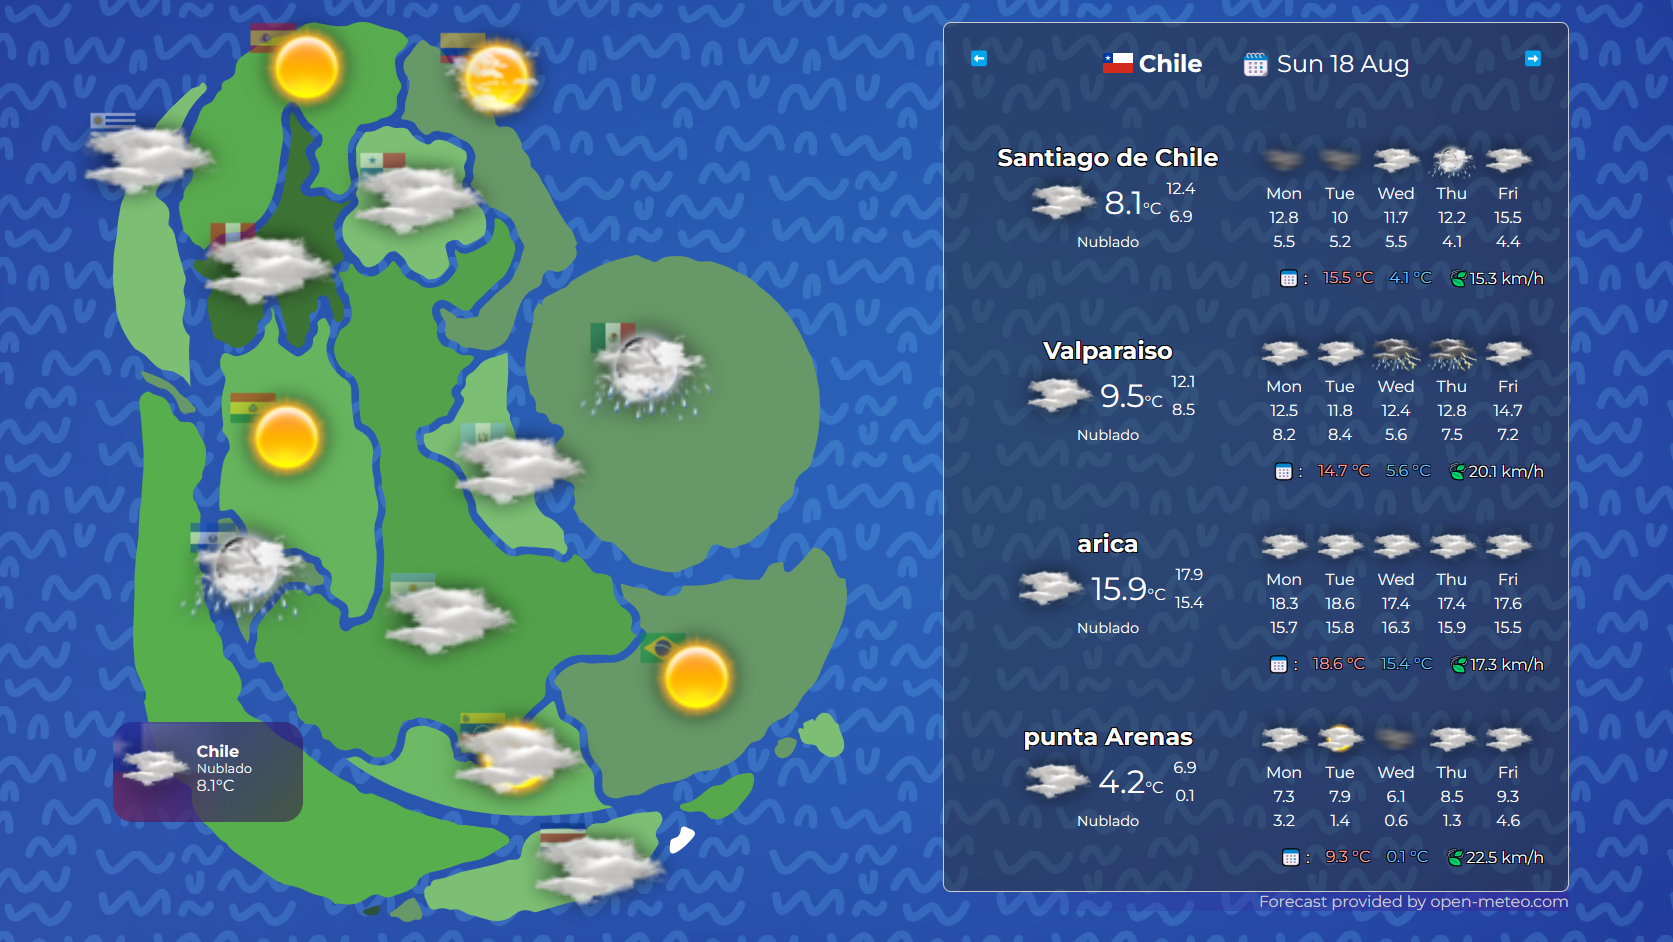 Chile Sun 18 Aug
Santiago de Chile
8.1°C 12.4 6.9
Nublado
Mon Tue Wed Thu Fri
12.8 10 11.7 12.2 15.5
5.5 5.2 5.5 4.1 4.4
: 15.5 °C 4.1 °C 15.3 km/h
Valparaiso
9.5°C 12.1 8.5
Nublado
Mon Tue Wed Thu Fri
12.5 11.8 12.4 12.8 14.7
8.2 8.4 5.6 7.5 7.2
: 14.7 °C 5.6 °C 20.1 km/h
arica
15.9°C 17.9 15.4
Nublado
Mon Tue Wed Thu Fri
18.3 18.6 17.4 17.4 17.6
15.7 15.8 16.3 15.9 15.5
: 18.6 °C 15.4 °C 17.3 km/h
punta Arenas
4.2°C 6.9 0.1
Nublado
Mon Tue Wed Thu Fri
7.3 7.9 6.1 8.5 9.3
3.2 1.4 0.6 1.3 4.6
: 9.3 °C 0.1 °C 22.5 km/h
Chile
Nublado
8.1°C
Forecast provided by open-meteo.com